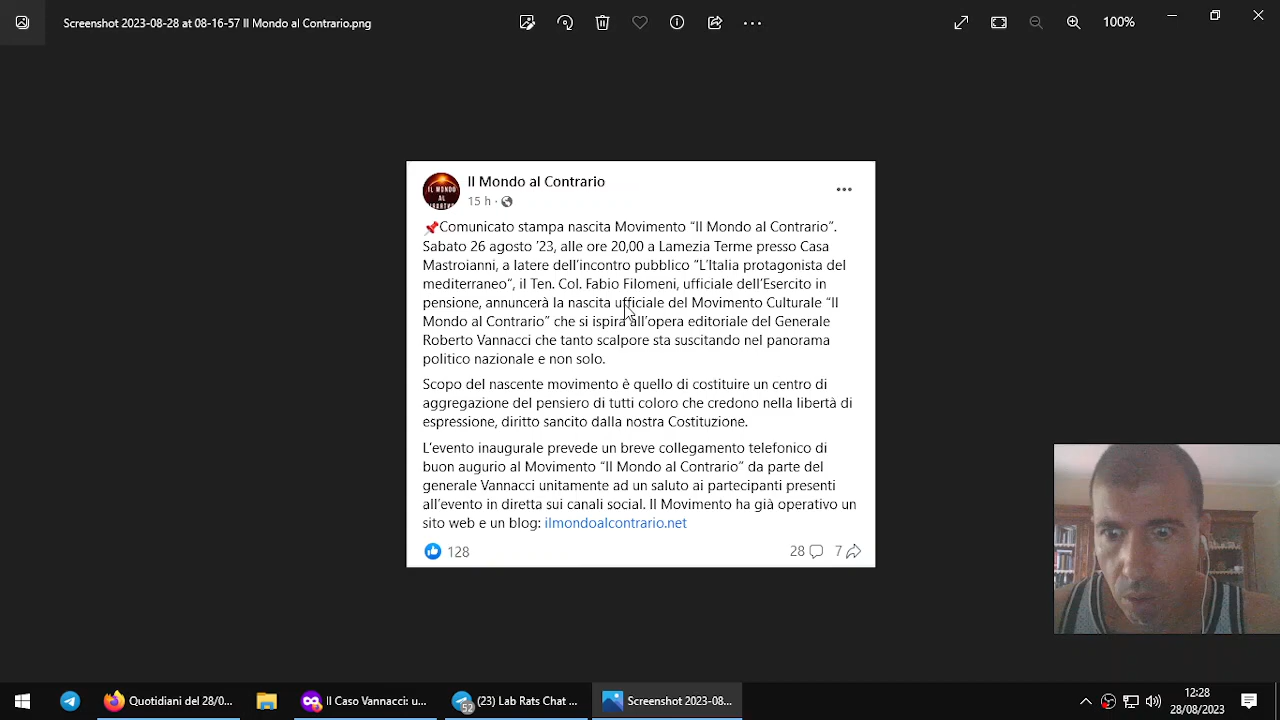 Screenshot 2023-08-28 at 08-16-57 Il Mondo al Contrario.png
100%
IL MONDO
AL
Il Mondo al Contrario
15 h ·
📌Comunicato stampa nascita Movimento “Il Mondo al Contrario”.
Sabato 26 agosto ’23, alle ore 20,00 a Lamezia Terme presso Casa
Mastroianni, a latere dell’incontro pubblico “L’Italia protagonista del
mediterraneo“, il Ten. Col. Fabio Filomeni, ufficiale dell’Esercito in
pensione, annuncerà la nascita ufficiale del Movimento Culturale “Il
Mondo al Contrario” che si ispira all’opera editoriale del Generale
Roberto Vannacci che tanto scalpore sta suscitando nel panorama
politico nazionale e non solo.
Scopo del nascente movimento è quello di costituire un centro di
aggregazione del pensiero di tutti coloro che credono nella libertà di
espressione, diritto sancito dalla nostra Costituzione.
L’evento inaugurale prevede un breve collegamento telefonico di
buon augurio al Movimento “Il Mondo al Contrario” da parte del
generale Vannacci unitamente ad un saluto ai partecipanti presenti
all’evento in diretta sui canali social. Il Movimento ha già operativo un
sito web e un blog: ilmondoalcontrario.net
128
28 7
Quotidiani del 28/0...
Il Caso Vannacci: u...
52
(23) Lab Rats Chat ...
Screenshot 2023-08...
12:28
28/08/2023